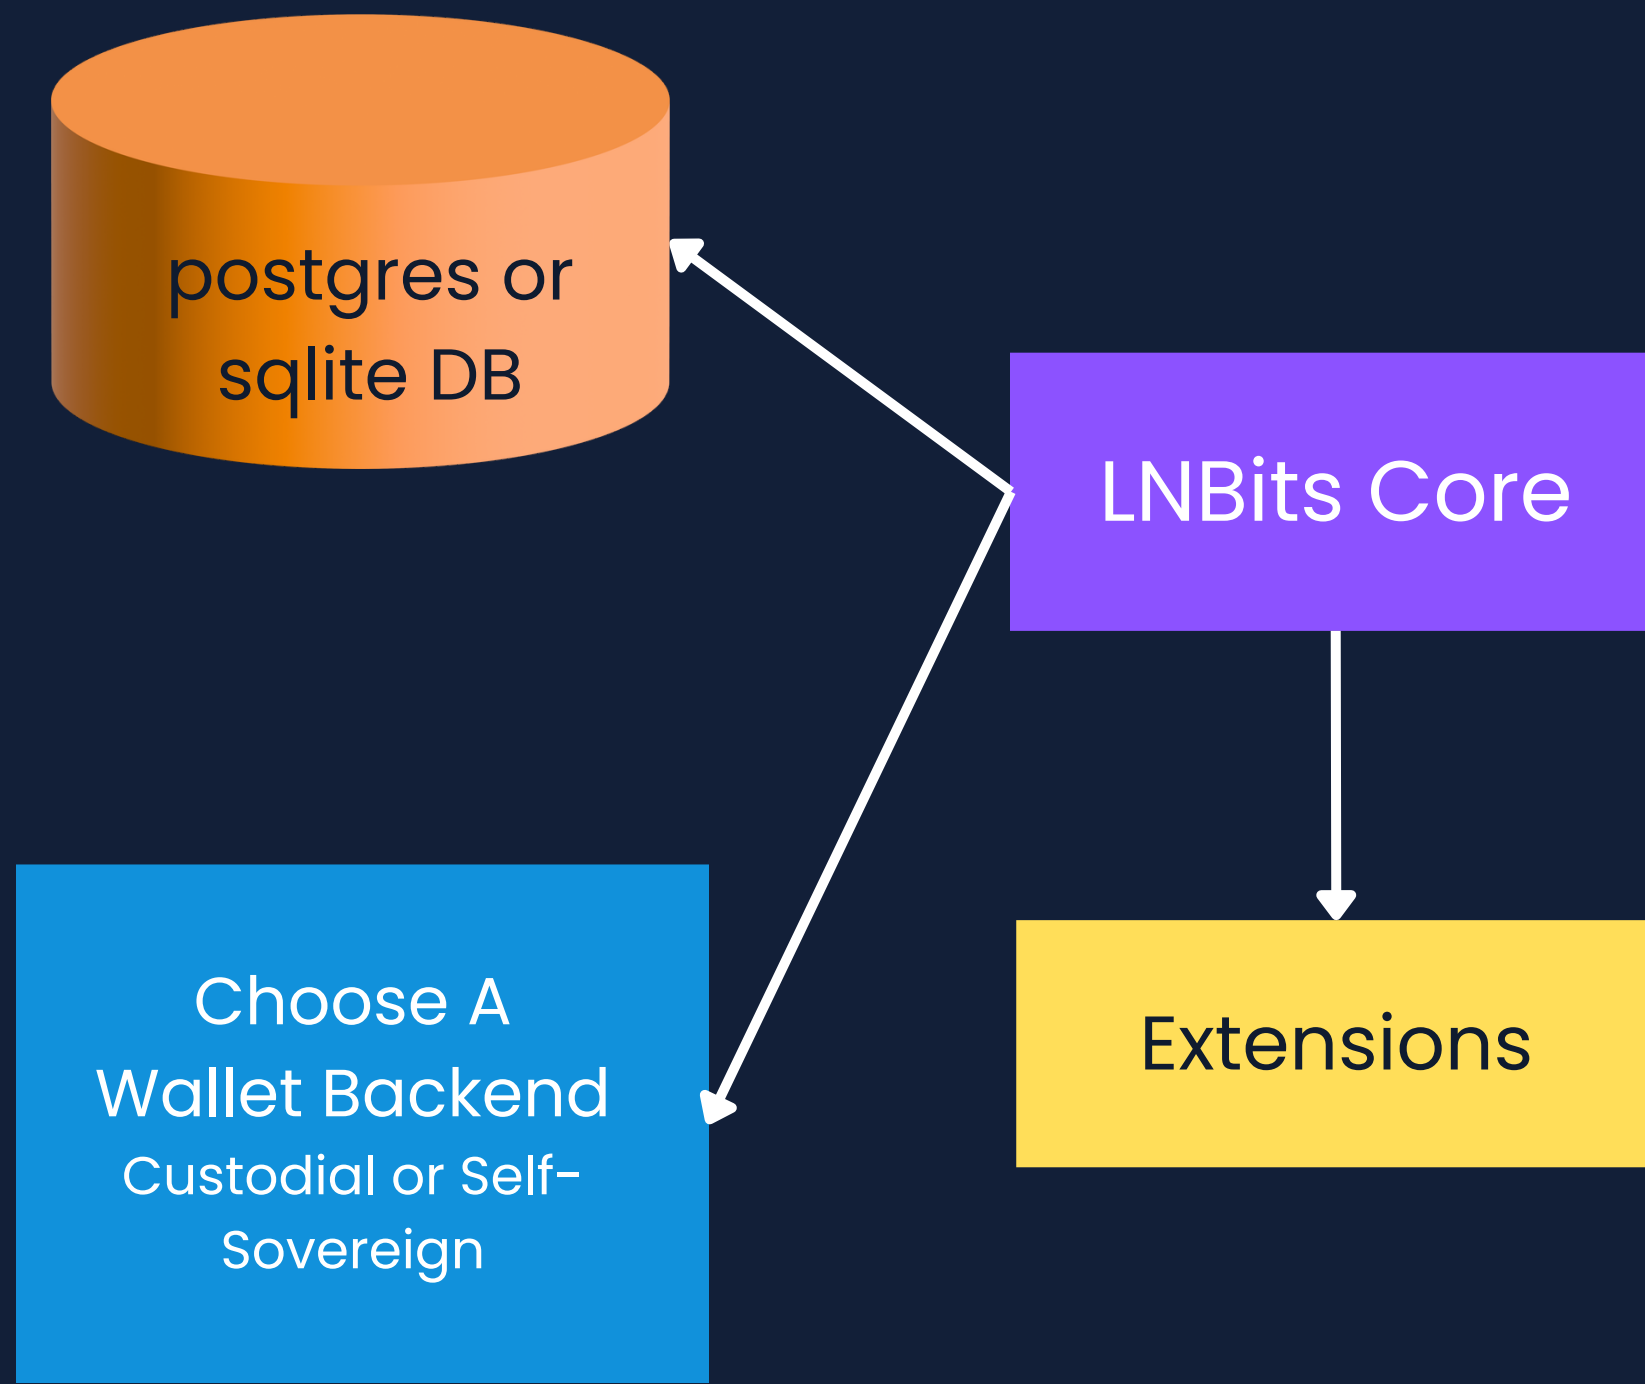 postgres or
sqlite DB
LNBits Core
Choose A
Wallet Backend
Custodial or Self-
Sovereign
Extensions